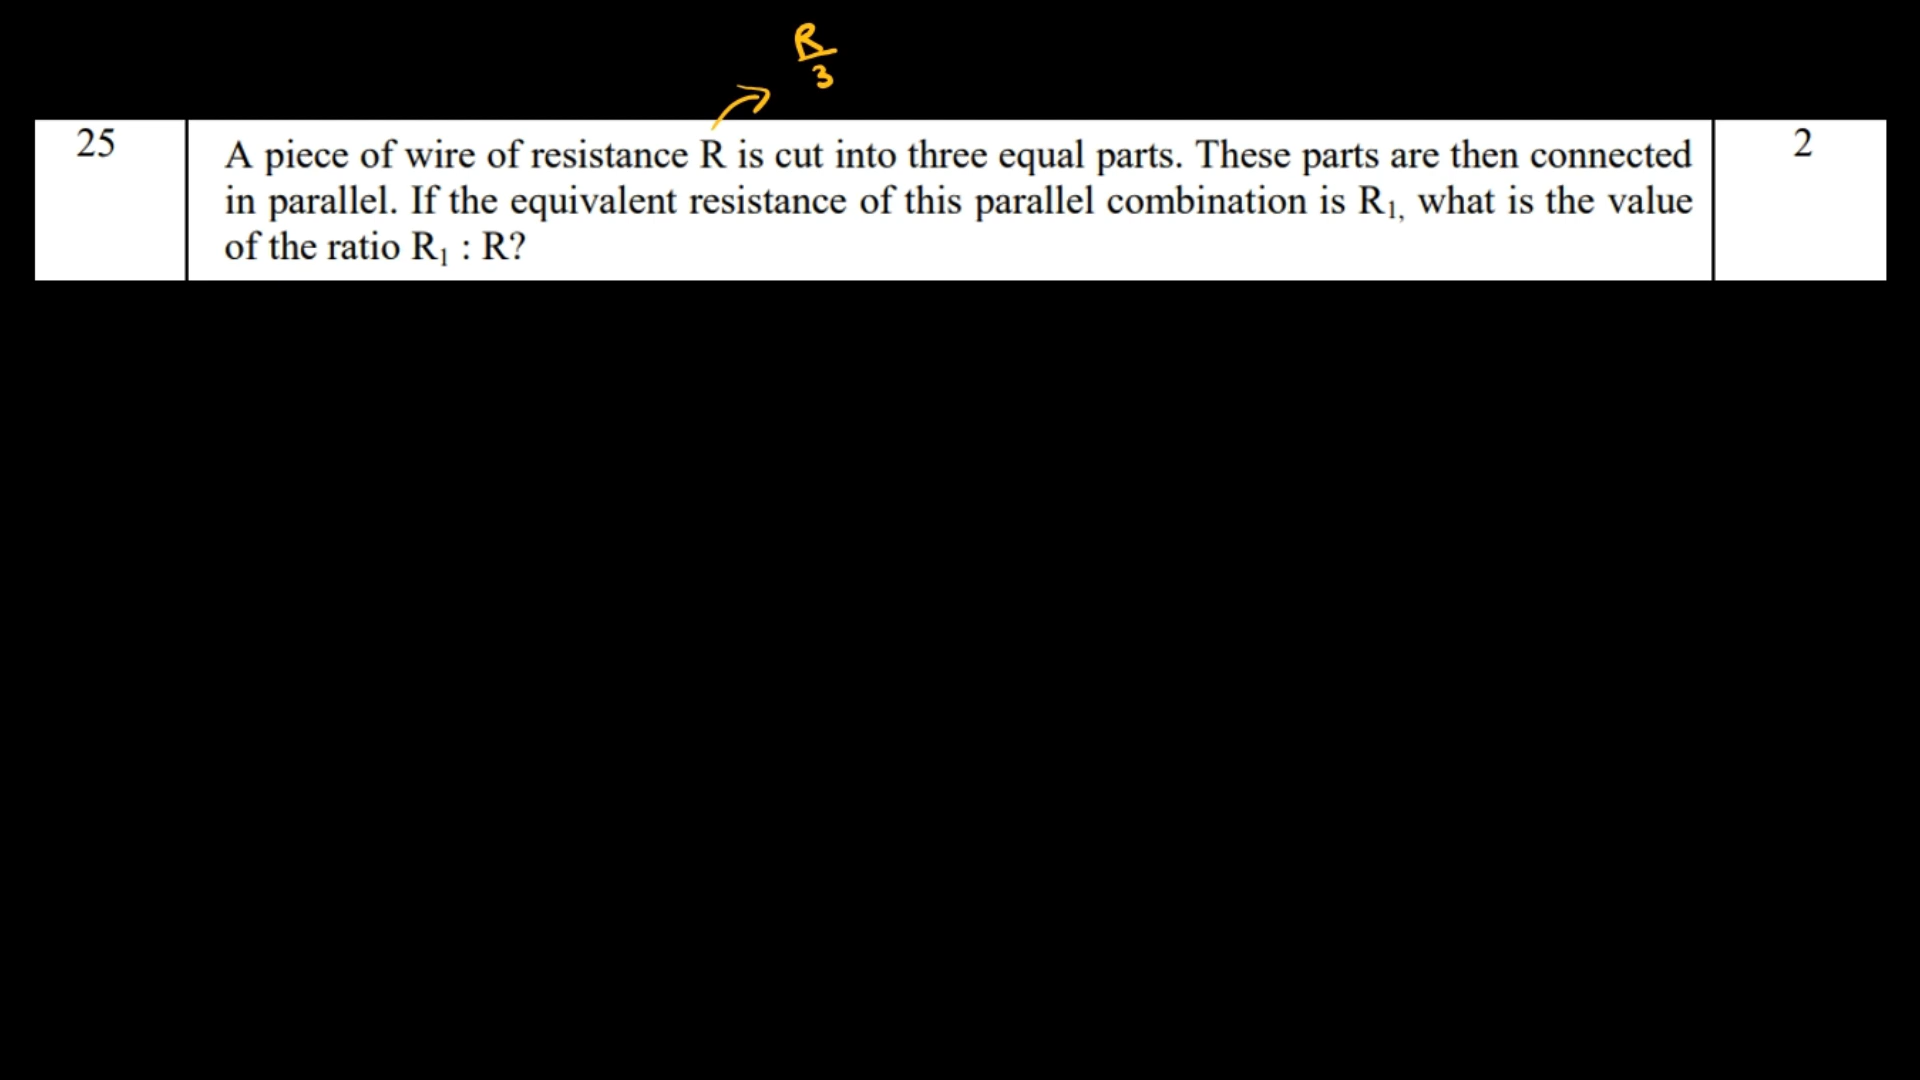 R
3
25
A piece of wire of resistance R is cut into three equal parts. These parts are then connected
in parallel. If the equivalent resistance of this parallel combination is R₁, what is the value
of the ratio R₁ : R?
2